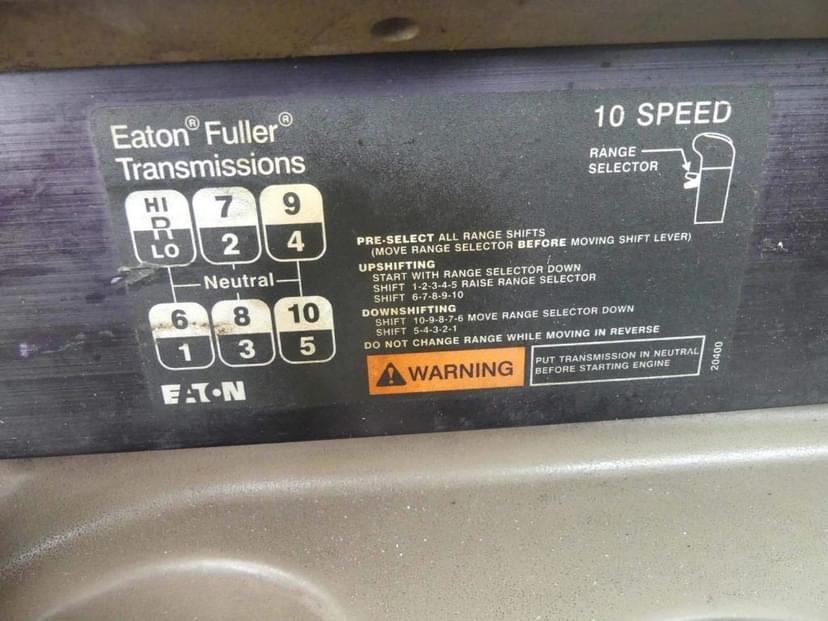 Eaton® Fuller®
Transmissions
10 SPEED
RANGE
SELECTOR
HI 7 9
R
LO 2 4
Neutral
6 8 10
1 3 5
EATON
PRE-SELECT ALL RANGE SHIFTS
(MOVE RANGE SELECTOR BEFORE MOVING SHIFT LEVER)
UPSHIFTING
START WITH RANGE SELECTOR DOWN
SHIFT 1-2-3-4-5 RAISE RANGE SELECTOR
SHIFT 6-7-8-9-10
DOWNSHIFTING
SHIFT 10-9-8-7-6 MOVE RANGE SELECTOR DOWN
SHIFT 5-4-3-2-1
DO NOT CHANGE RANGE WHILE MOVING IN REVERSE
WARNING
PUT TRANSMISSION IN NEUTRAL
BEFORE STARTING ENGINE
20400